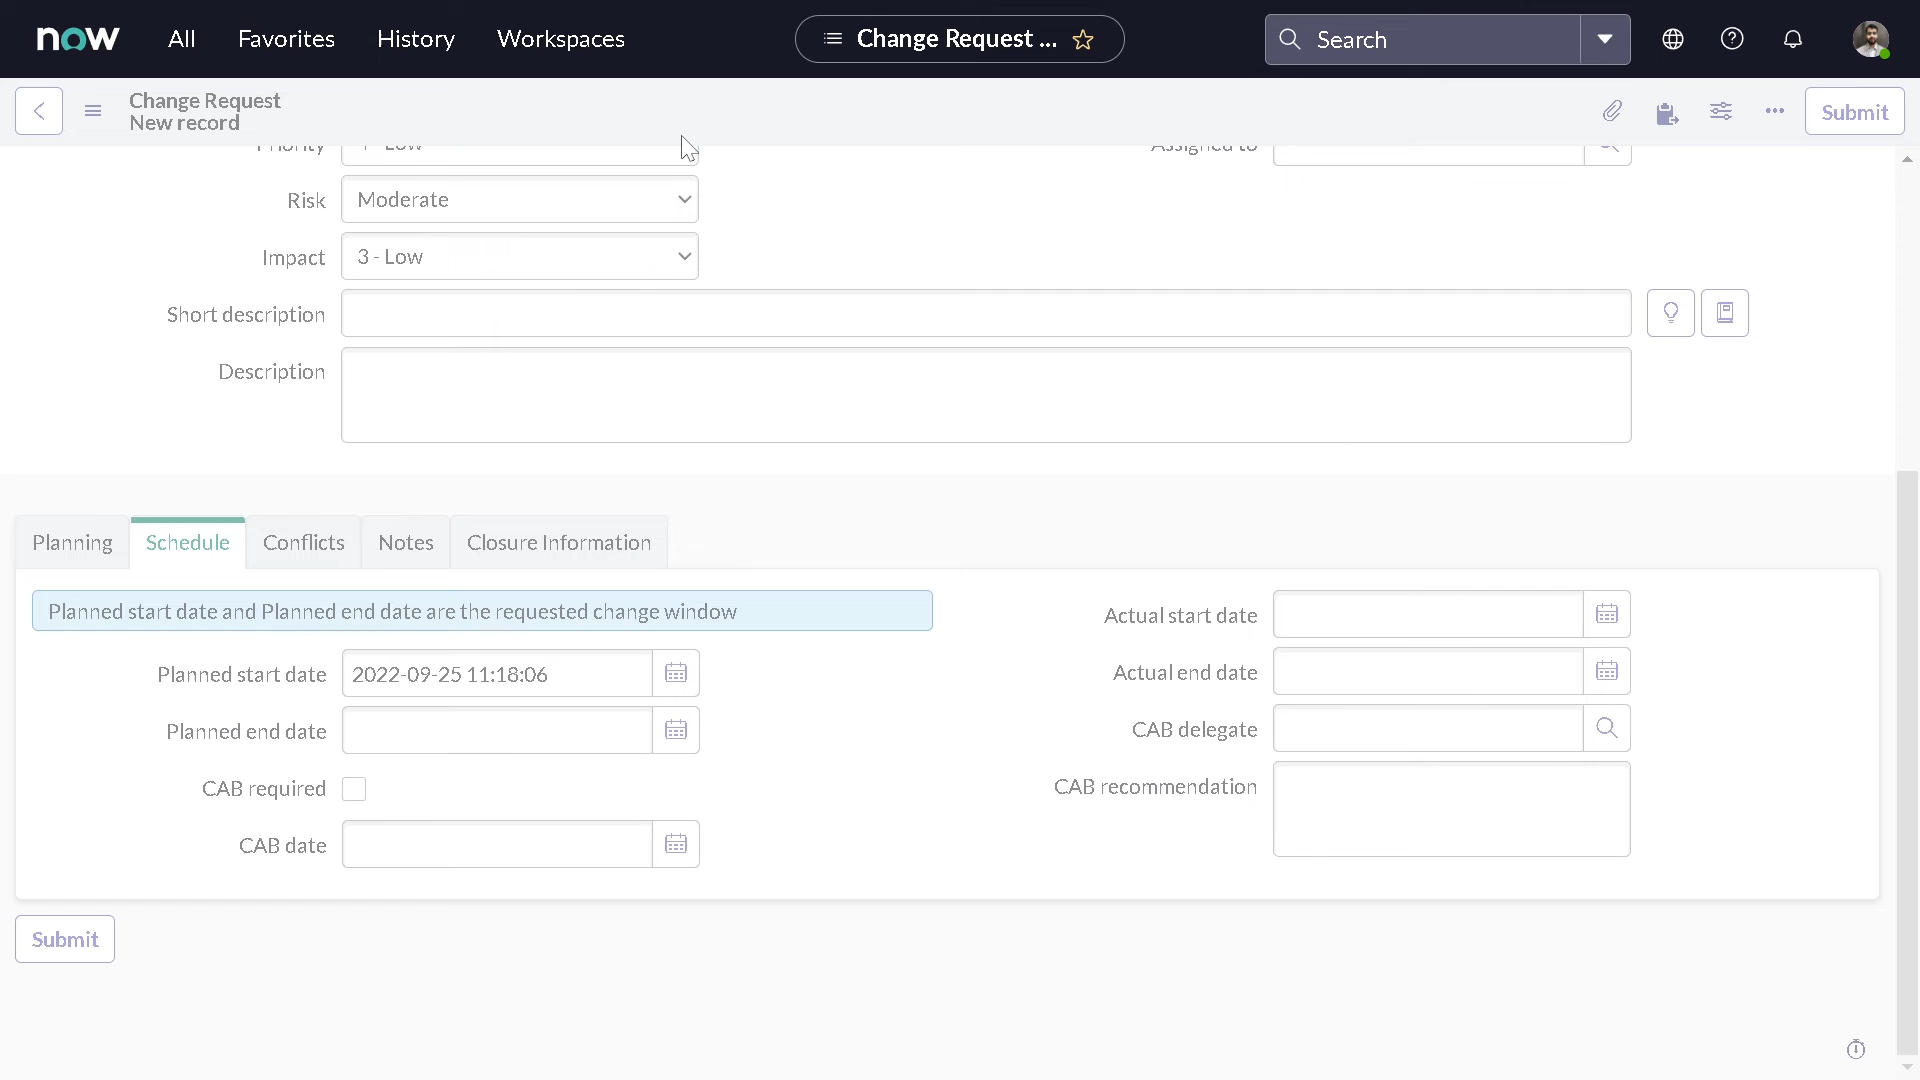 now
All
Favorites
History
Workspaces
Change Request ...
Search
Change Request
New record
Submit
Priority
Assigned to
Risk
Moderate
Impact
3 - Low
Short description
Description
Planning
Schedule
Conflicts
Notes
Closure Information
Planned start date and Planned end date are the requested change window
Planned start date
2022-09-25 11:18:06
Planned end date
CAB required
CAB date
Actual start date
Actual end date
CAB delegate
CAB recommendation
Submit